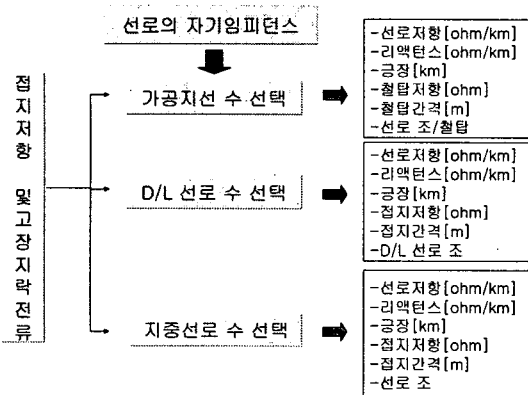 선로의 자기임피던스
접지저항 및 고장지락전류
가공지선 수 선택
-선로저항[ohm/km]
-리액턴스[ohm/km]
-긍장[km]
-철탑저항[ohm]
-철탑간격[m]
-선로 조/철탑
D/L 선로 수 선택
-선로저항[ohm/km]
-리액턴스[ohm/km]
-긍장[km]
-접지저항[ohm]
-접지간격[m]
-D/L 선로 조
지중선로 수 선택
-선로저항[ohm/km]
-리액턴스[ohm/km]
-긍장[km]
-접지저항[ohm]
-접지간격[m]
-선로 조